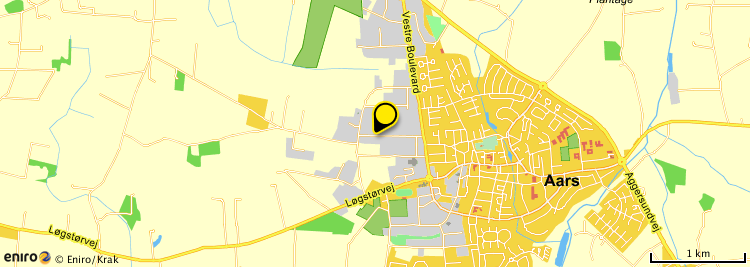 Plantage
Vestre Boulevard
Aars
Løgstørvej
Aggersundvej
Løgstørvej
eniro © Eniro/Krak
1 km